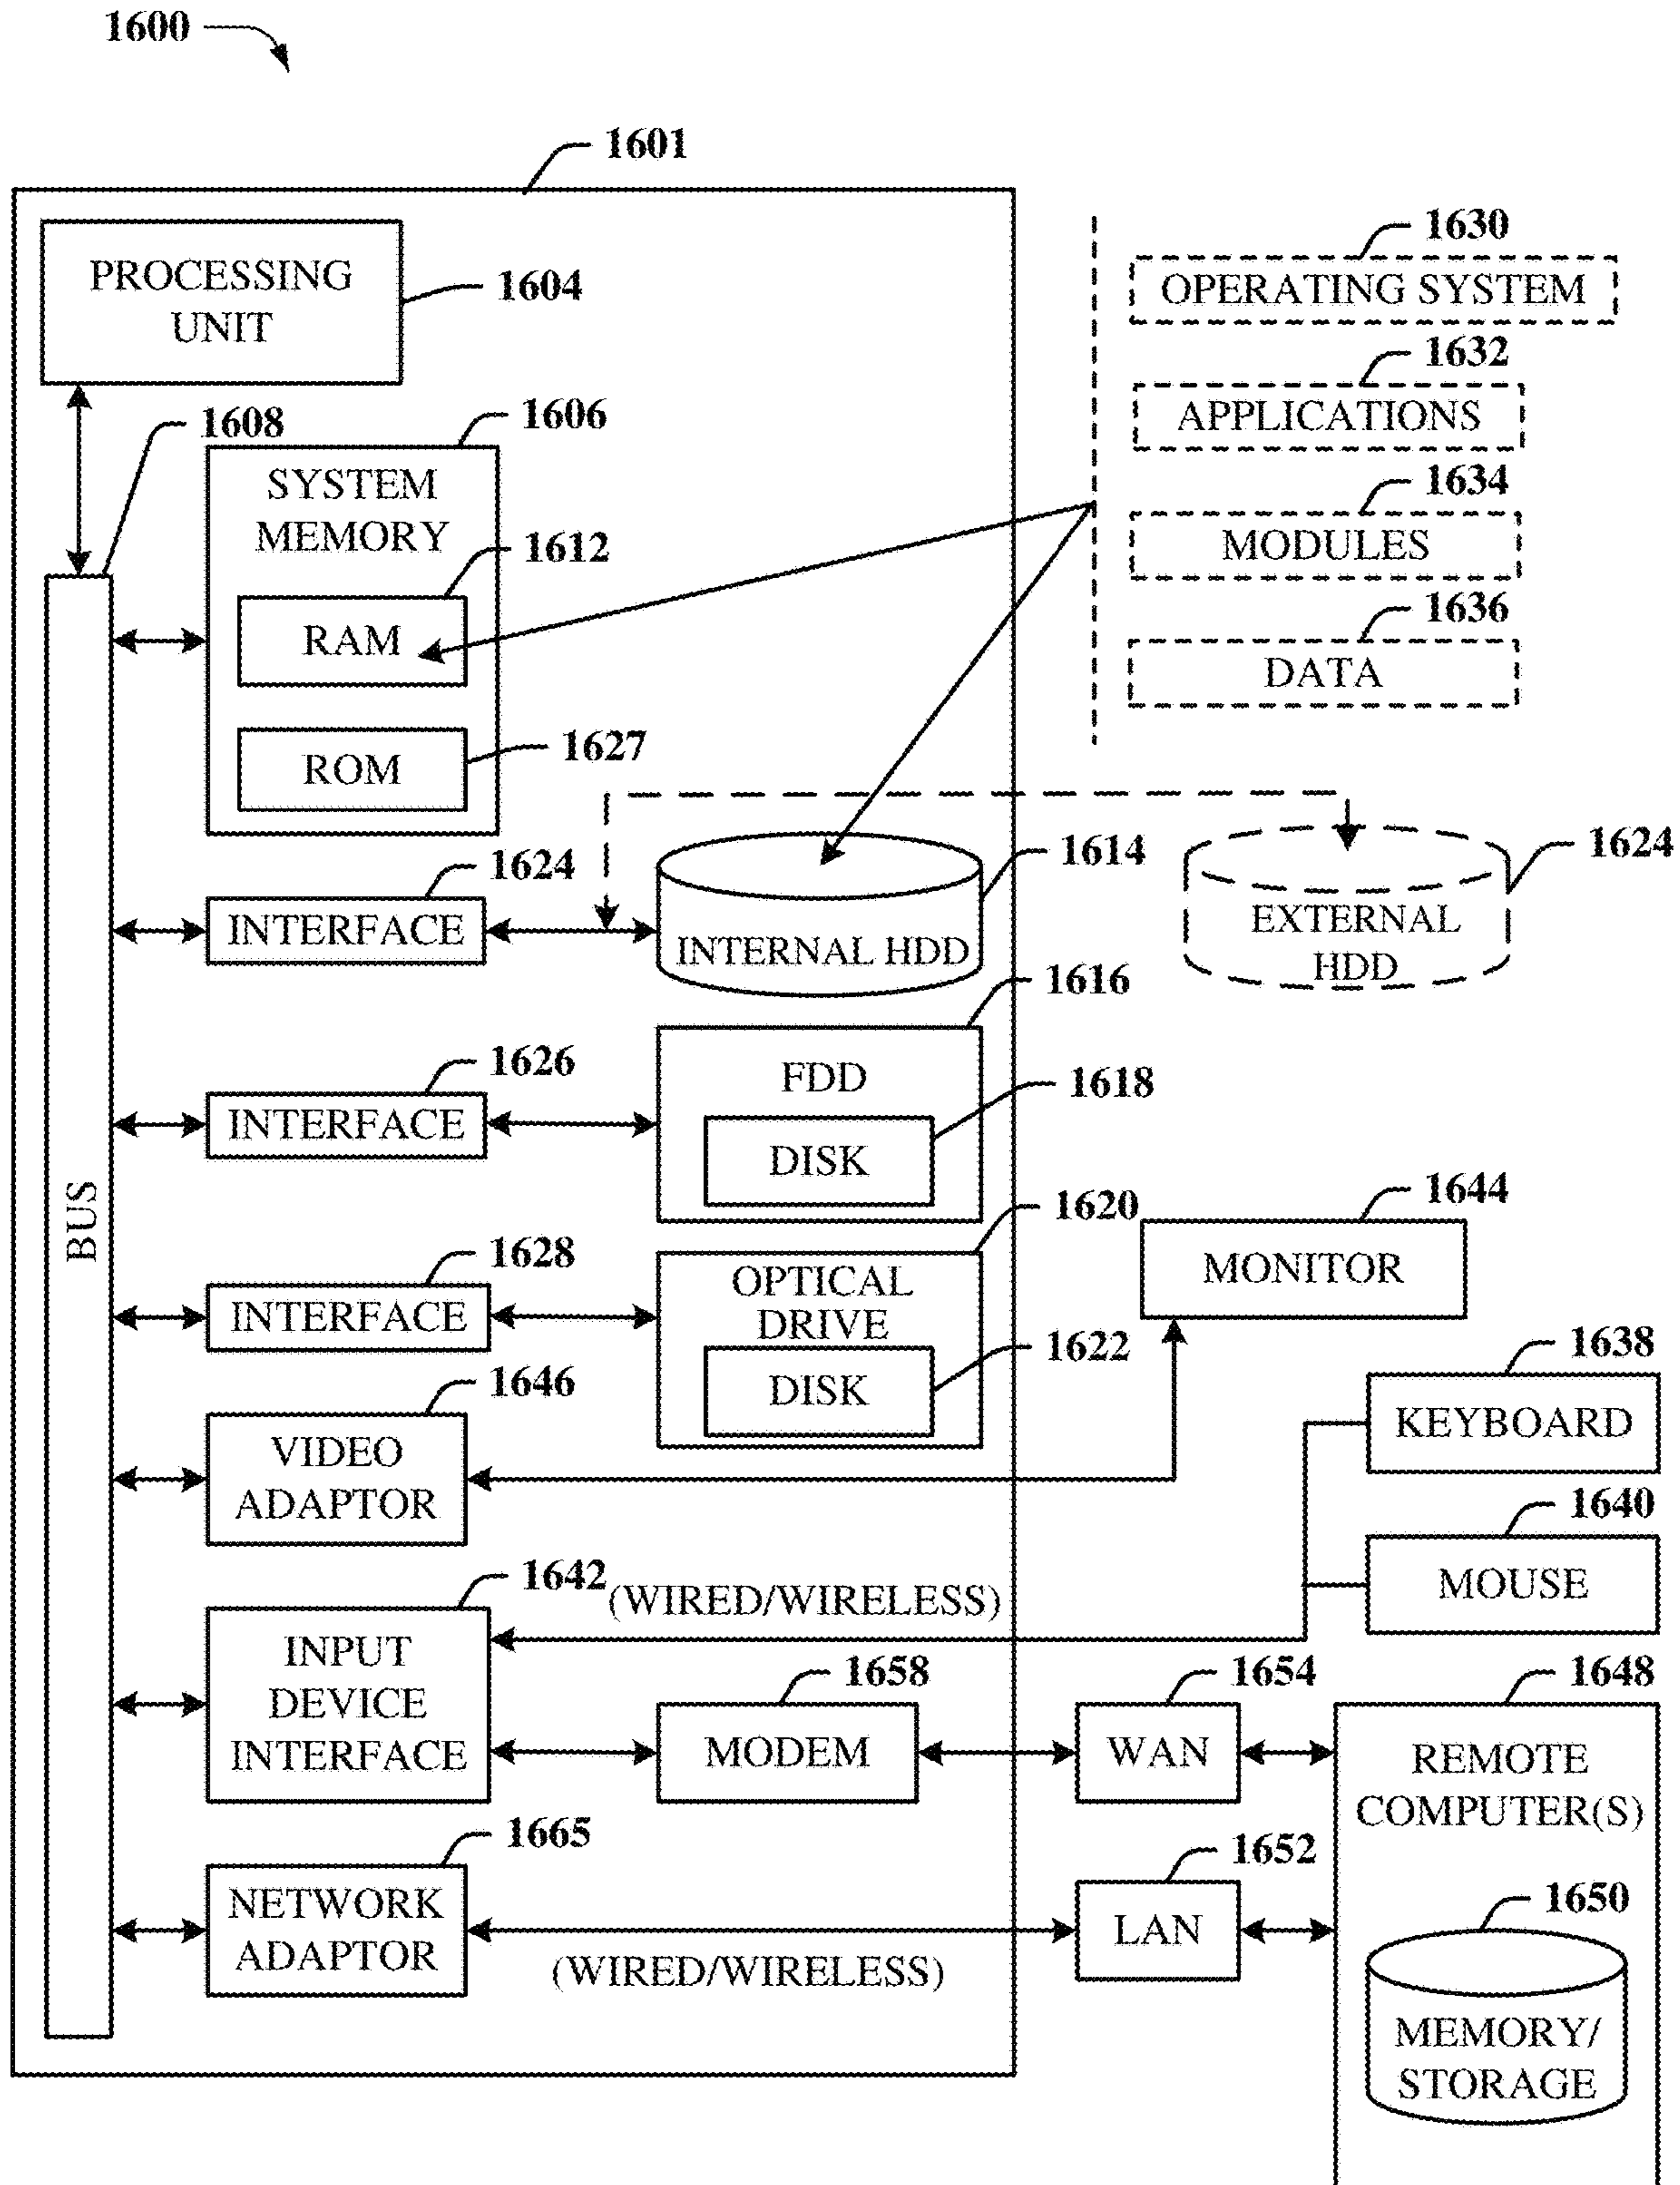 1600
1601
PROCESSING
UNIT
1604
1630
OPERATING SYSTEM
1632
APPLICATIONS
1634
MODULES
1636
DATA
1608
1606
SYSTEM
MEMORY
1612
RAM
1627
ROM
1624
INTERFACE
1614
INTERNAL HDD
1624
EXTERNAL
HDD
1616
1626
INTERFACE
FDD
1618
DISK
BUS
1620
1628
INTERFACE
OPTICAL
DRIVE
1622
DISK
1644
MONITOR
1646
VIDEO
ADAPTOR
1638
KEYBOARD
1640
MOUSE
1642
(WIRED/WIRELESS)
INPUT
DEVICE
INTERFACE
1658
MODEM
1654
WAN
1648
REMOTE
COMPUTER(S)
1665
NETWORK
ADAPTOR
(WIRED/WIRELESS)
1652
LAN
1650
MEMORY/
STORAGE